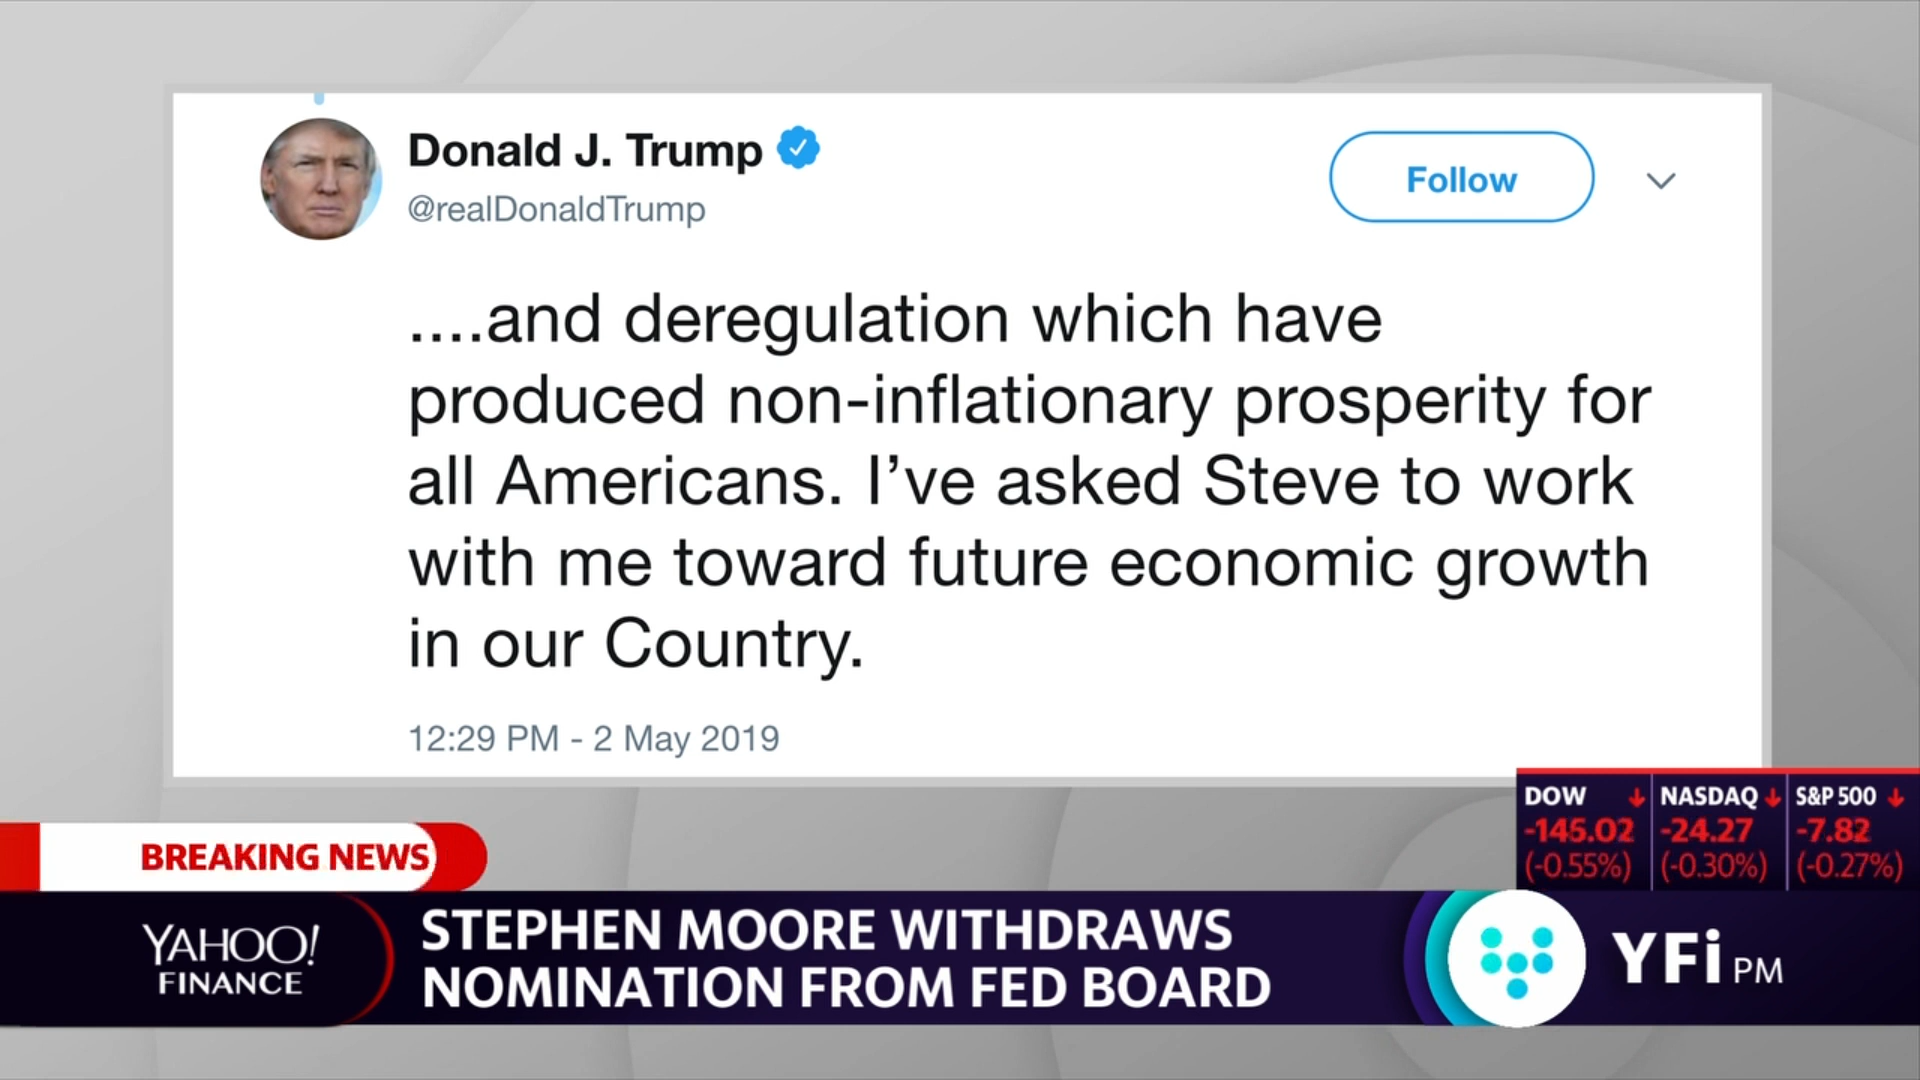 Donald J. Trump
@realDonaldTrump
Follow
....and deregulation which have
produced non-inflationary prosperity for
all Americans. I’ve asked Steve to work
with me toward future economic growth
in our Country.
12:29 PM - 2 May 2019
DOW
-145.02
(-0.55%)
NASDAQ
-24.27
(-0.30%)
S&P 500
-7.82
(-0.27%)
BREAKING NEWS
YAHOO!
FINANCE
STEPHEN MOORE WITHDRAWS
NOMINATION FROM FED BOARD
YFi PM